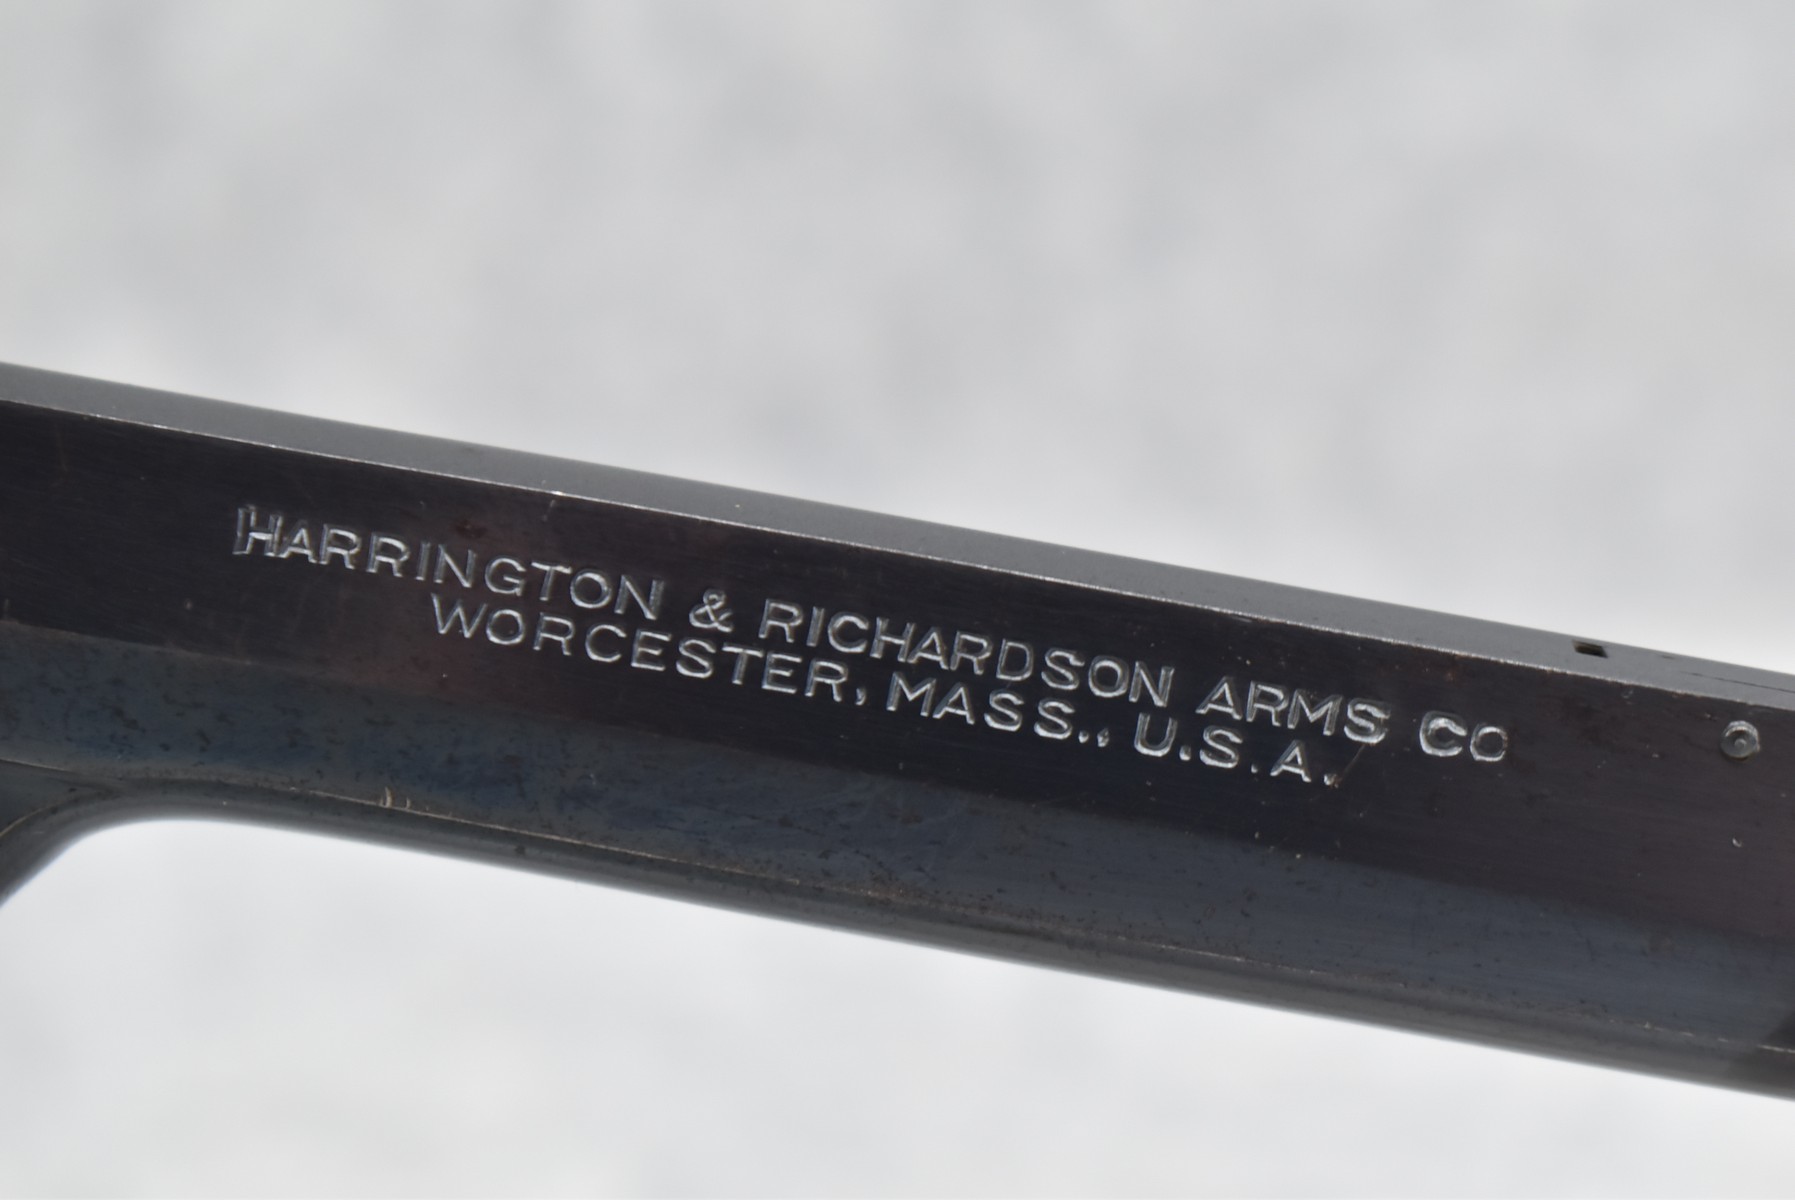 HARRINGTON & RICHARDSON ARMS CO
WORCESTER, MASS., U.S.A.